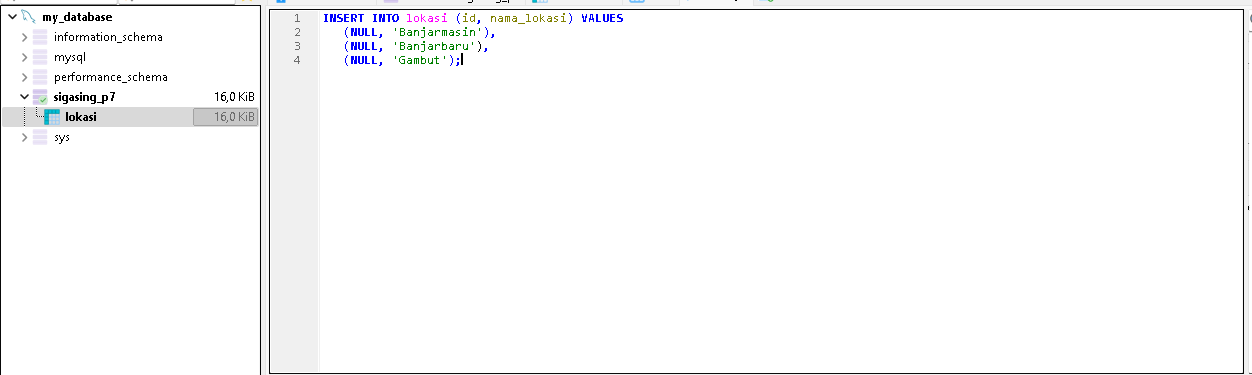 my_database
information_schema
mysql
performance_schema
sigasing_p7 16,0 KiB
lokasi 16,0 KiB
sys
1 INSERT INTO lokasi (id, nama_lokasi) VALUES
2 (NULL, 'Banjarmasin'),
3 (NULL, 'Banjarbaru'),
4 (NULL, 'Gambut');